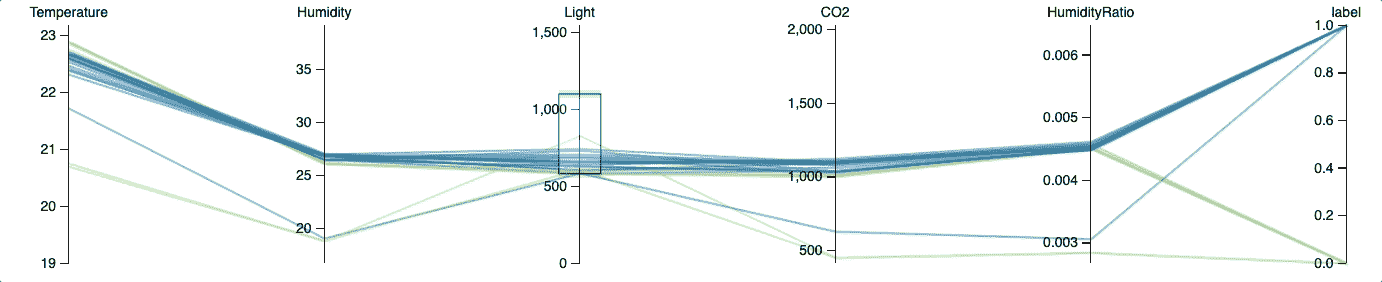 Temperature Humidity Light CO2 HumidityRatio label
23 22 21 20 19
35 30 25 20
1,500 1,000 500 0
2,000 1,500 1,000 500
0.006 0.005 0.004 0.003
1.0 0.8 0.6 0.4 0.2 0.0